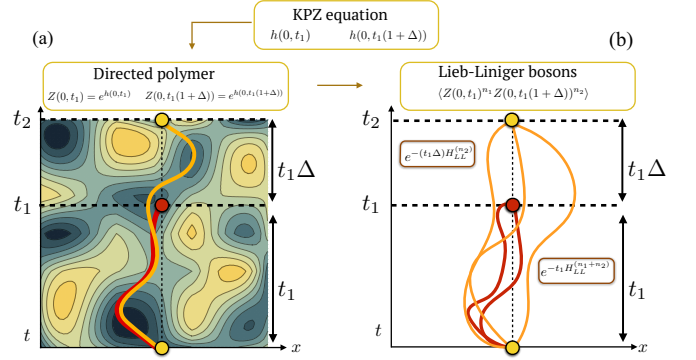 KPZ equation
h(0, t₁) h(0, t₁(1 + Δ))
(a)
(b)
Directed polymer
Z(0, t₁) = e^{h(0,t₁)} Z(0, t₁(1 + Δ)) = e^{h(0,t₁(1+Δ))}
Lieb-Liniger bosons
⟨Z(0, t₁)^{n₁} Z(0, t₁(1 + Δ))^{n₂}⟩
t₂
t₁Δ
t₁
t₁
t
x
t₂
e^{-(t₁Δ)H_{LL}^{(n₂)}}
t₁Δ
t₁
e^{-t₁H_{LL}^{(n₁+n₂)}}
t₁
t
x